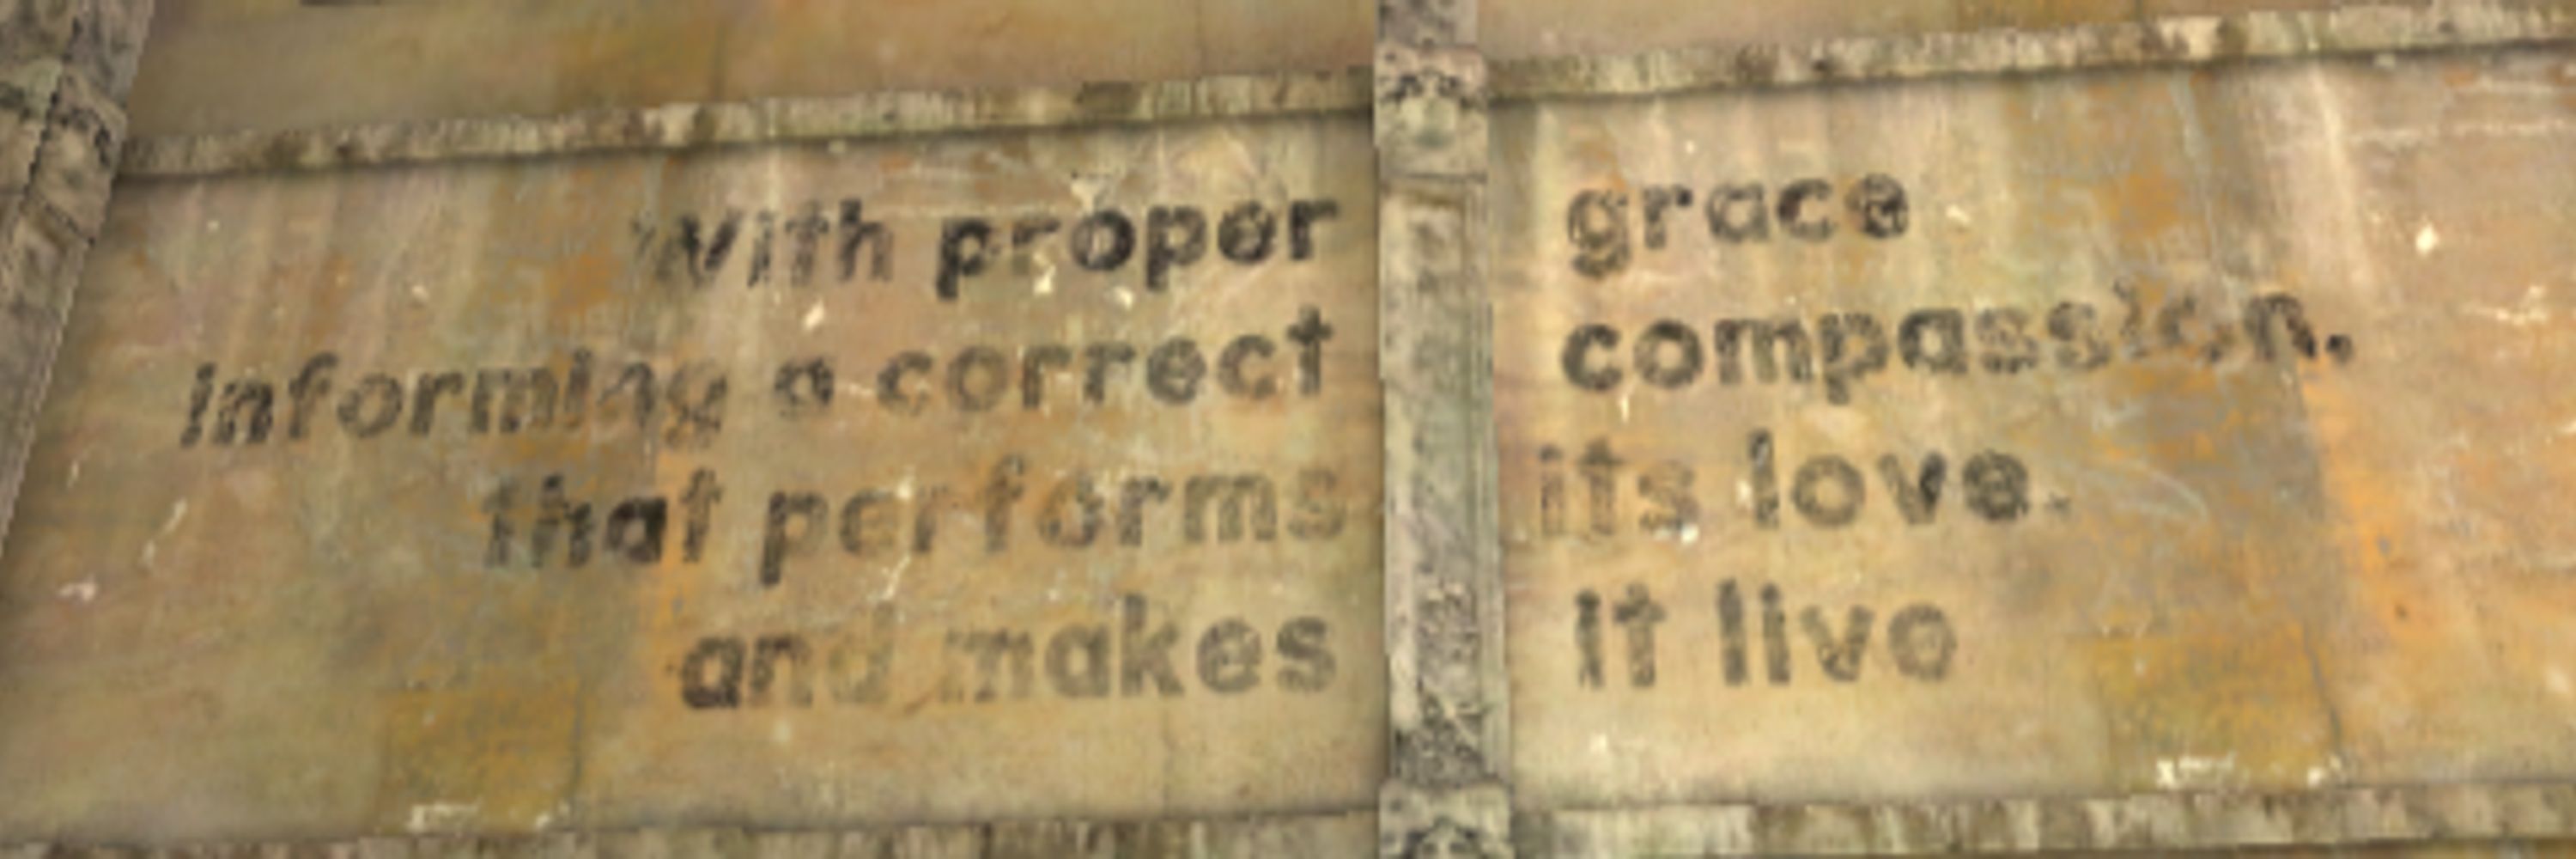 with proper grace
informing a correct compassion,
that performs its love.
and makes it live